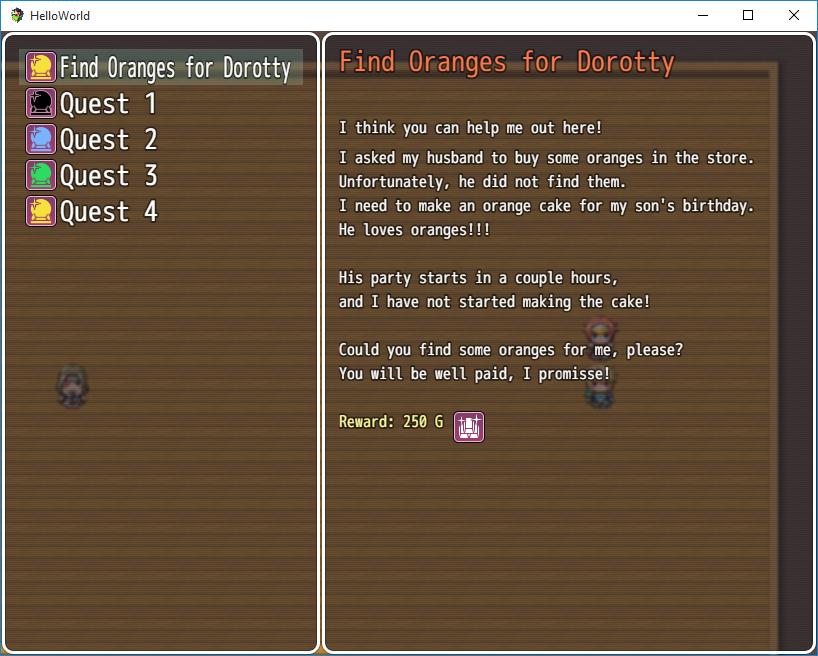 HelloWorld
Find Oranges for Dorotty
Quest 1
Quest 2
Quest 3
Quest 4
Find Oranges for Dorotty
I think you can help me out here!
I asked my husband to buy some oranges in the store.
Unfortunately, he did not find them.
I need to make an orange cake for my son's birthday.
He loves oranges!!!
His party starts in a couple hours,
and I have not started making the cake!
Could you find some oranges for me, please?
You will be well paid, I promisse!
Reward: 250 G